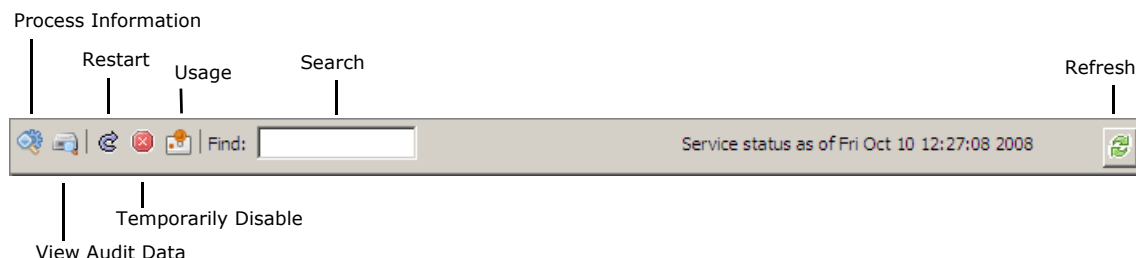 Process Information
Restart
Usage
Search
Refresh
Find:
Service status as of Fri Oct 10 12:27:08 2008
Temporarily Disable
View Audit Data